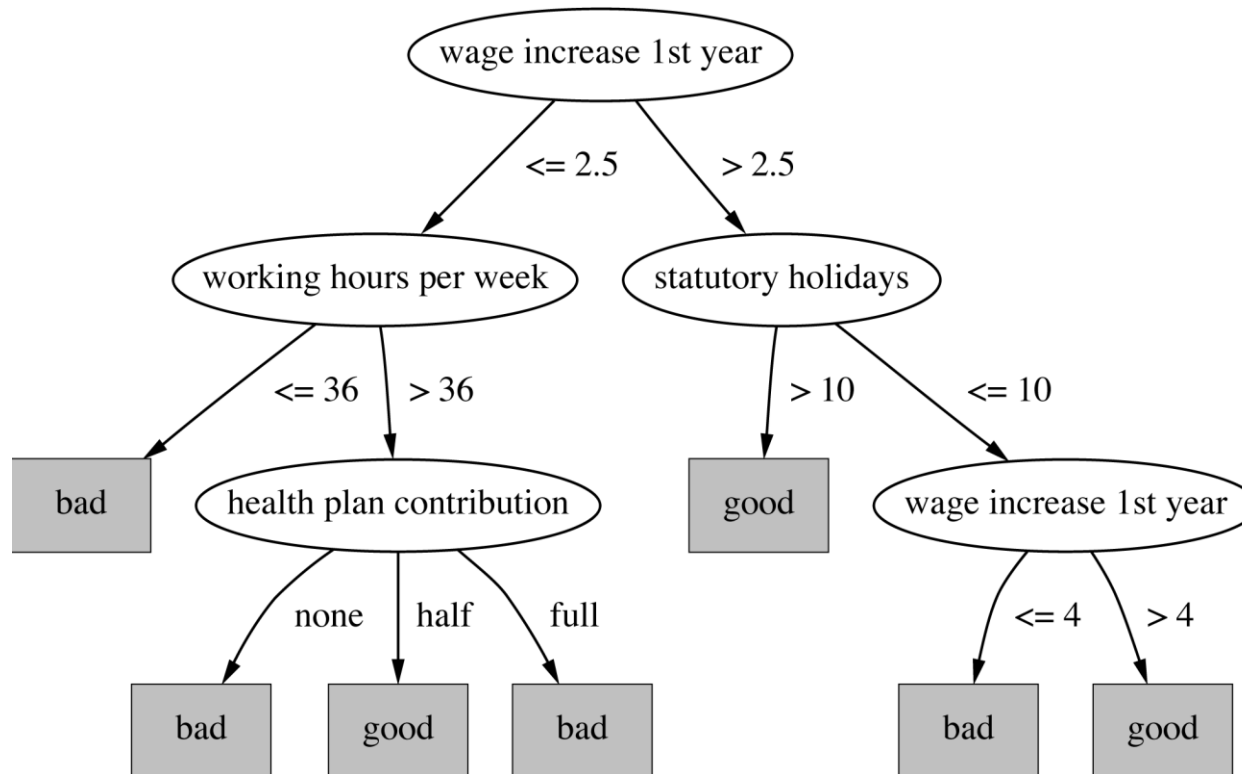 wage increase 1st year
<= 2.5
> 2.5
working hours per week
statutory holidays
<= 36
> 36
> 10
<= 10
bad
health plan contribution
good
wage increase 1st year
none
half
full
<= 4
> 4
bad
good
bad
bad
good